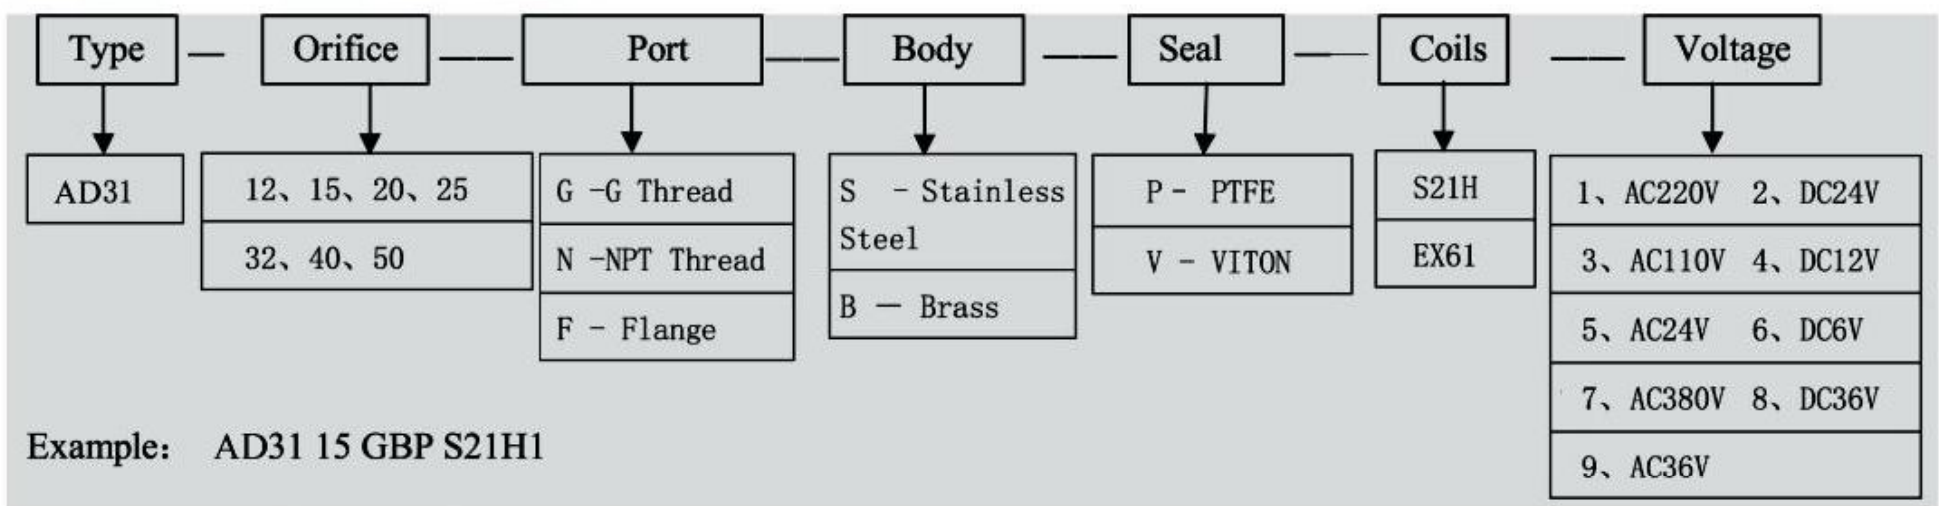 Type — Orifice —— Port —— Body —— Seal — Coils —— Voltage
AD31
12、15、20、25
32、40、50
G -G Thread
N -NPT Thread
F - Flange
S - Stainless
Steel
B — Brass
P- PTFE
V - VITON
S21H
EX61
1、AC220V 2、DC24V
3、AC110V 4、DC12V
5、AC24V 6、DC6V
7、AC380V 8、DC36V
9、AC36V
Example: AD31 15 GBP S21H1